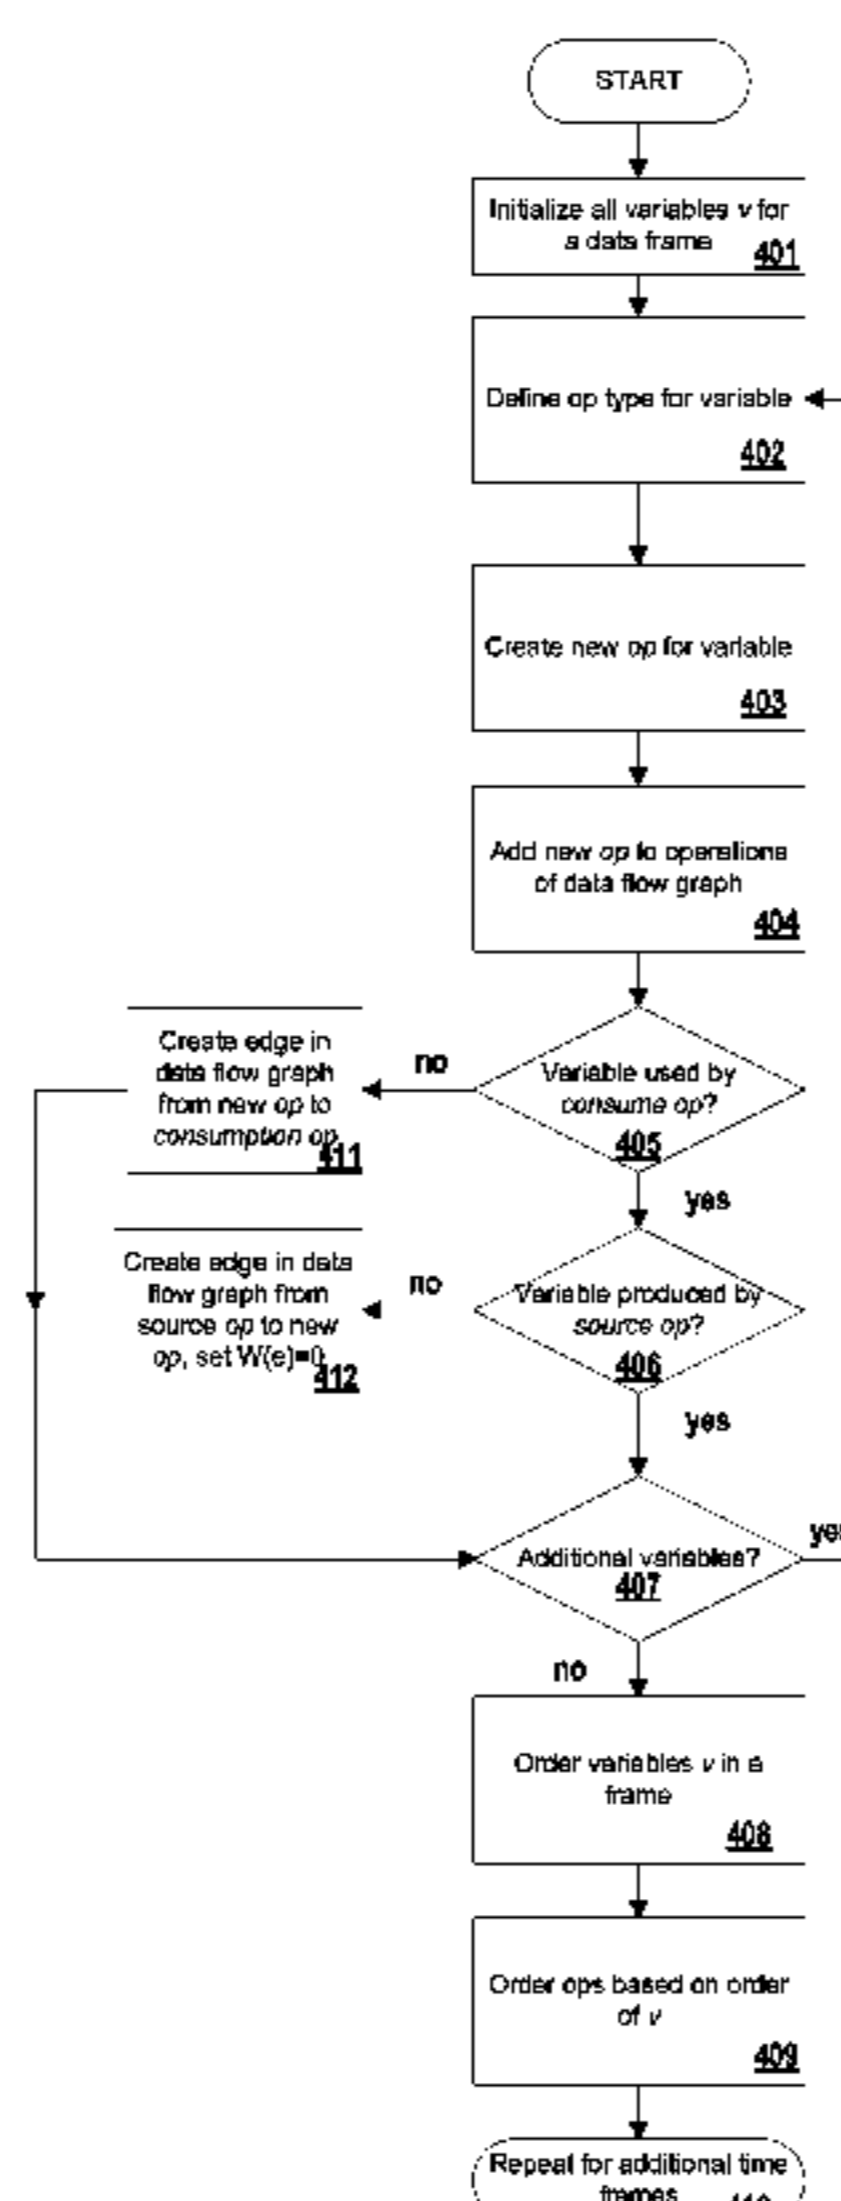 START
Initialize all variables v for
a data frame
401
Define op type for variable
402
Create new op for variable
403
Add new op to operations
of data flow graph
404
Create edge in
data flow graph
from new op to
consumption op
411
no
Variable used by
consume op?
405
yes
Create edge in data
flow graph from
source op to new
op, set W(e)=0
412
no
Variable produced by
source op?
406
yes
Additional variables?
407
yes
no
Order variables v in a
frame
408
Order ops based on order
of v
409
Repeat for additional time
frames